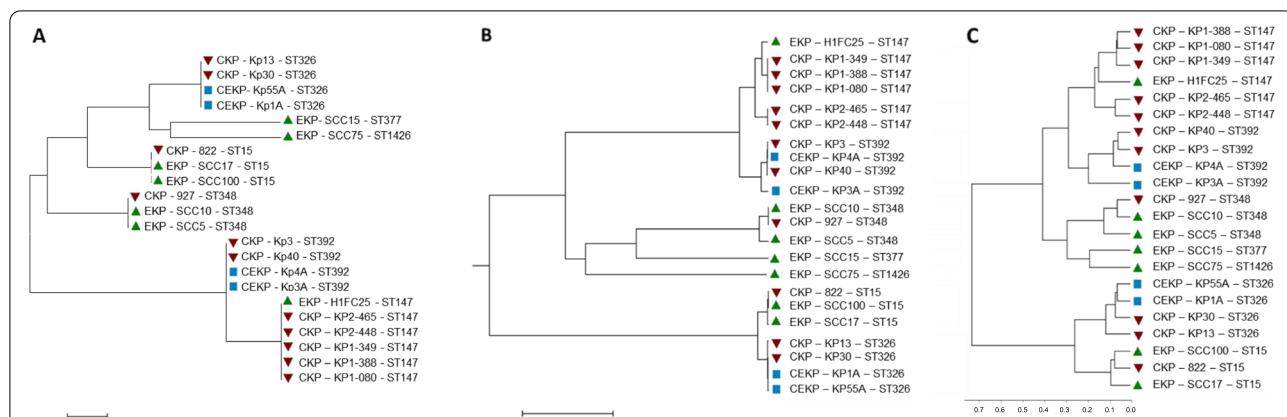 A
CKP - Kp13 - ST326
CKP - Kp30 - ST326
CEKP- Kp55A - ST326
CEKP - Kp1A - ST326
EKP- SCC15 - ST377
EKP - SCC75 - ST1426
CKP - 822 - ST15
EKP - SCC17 - ST15
EKP - SCC100 - ST15
CKP - 927 - ST348
EKP - SCC10 - ST348
EKP - SCC5 - ST348
CKP - Kp3 - ST392
CKP - Kp40 - ST392
CEKP - Kp4A - ST392
CEKP - Kp3A - ST392
EKP - H1FC25 - ST147
CKP - KP2-465 - ST147
CKP - KP2-448 - ST147
CKP - KP1-349 - ST147
CKP - KP1-388 - ST147
CKP - KP1-080 - ST147
B
EKP – H1FC25 – ST147
CKP – KP1-349 – ST147
CKP – KP1-388 – ST147
CKP – KP1-080 – ST147
CKP – KP2-465 – ST147
CKP – KP2-448 – ST147
CKP – KP3 – ST392
CEKP – KP4A – ST392
CKP – KP40 – ST392
CEKP – KP3A – ST392
EKP – SCC10 – ST348
CKP – 927 – ST348
EKP – SCC5 – ST348
EKP – SCC15 – ST377
EKP – SCC75 – ST1426
CKP – 822 – ST15
EKP – SCC100 – ST15
EKP – SCC17 – ST15
CKP – KP13 – ST326
CKP – KP30 – ST326
CEKP – KP1A – ST326
CEKP – KP55A – ST326
C
CKP – KP1-388 – ST147
CKP – KP1-080 – ST147
CKP – KP1-349 – ST147
EKP – H1FC25 – ST147
CKP – KP2-465 – ST147
CKP – KP2-448 – ST147
CKP – KP40 – ST392
CKP – KP3 – ST392
CEKP – KP4A – ST392
CEKP – KP3A – ST392
CKP – 927 – ST348
EKP – SCC10 – ST348
EKP – SCC5 – ST348
EKP – SCC15 – ST377
EKP – SCC75 – ST1426
CEKP – KP55A – ST326
CEKP – KP1A – ST326
CKP – KP30 – ST326
CKP – KP13 – ST326
EKP – SCC100 – ST15
CKP – 822 – ST15
EKP – SCC17 – ST15
0.7 0.6 0.5 0.4 0.3 0.2 0.1 0.0